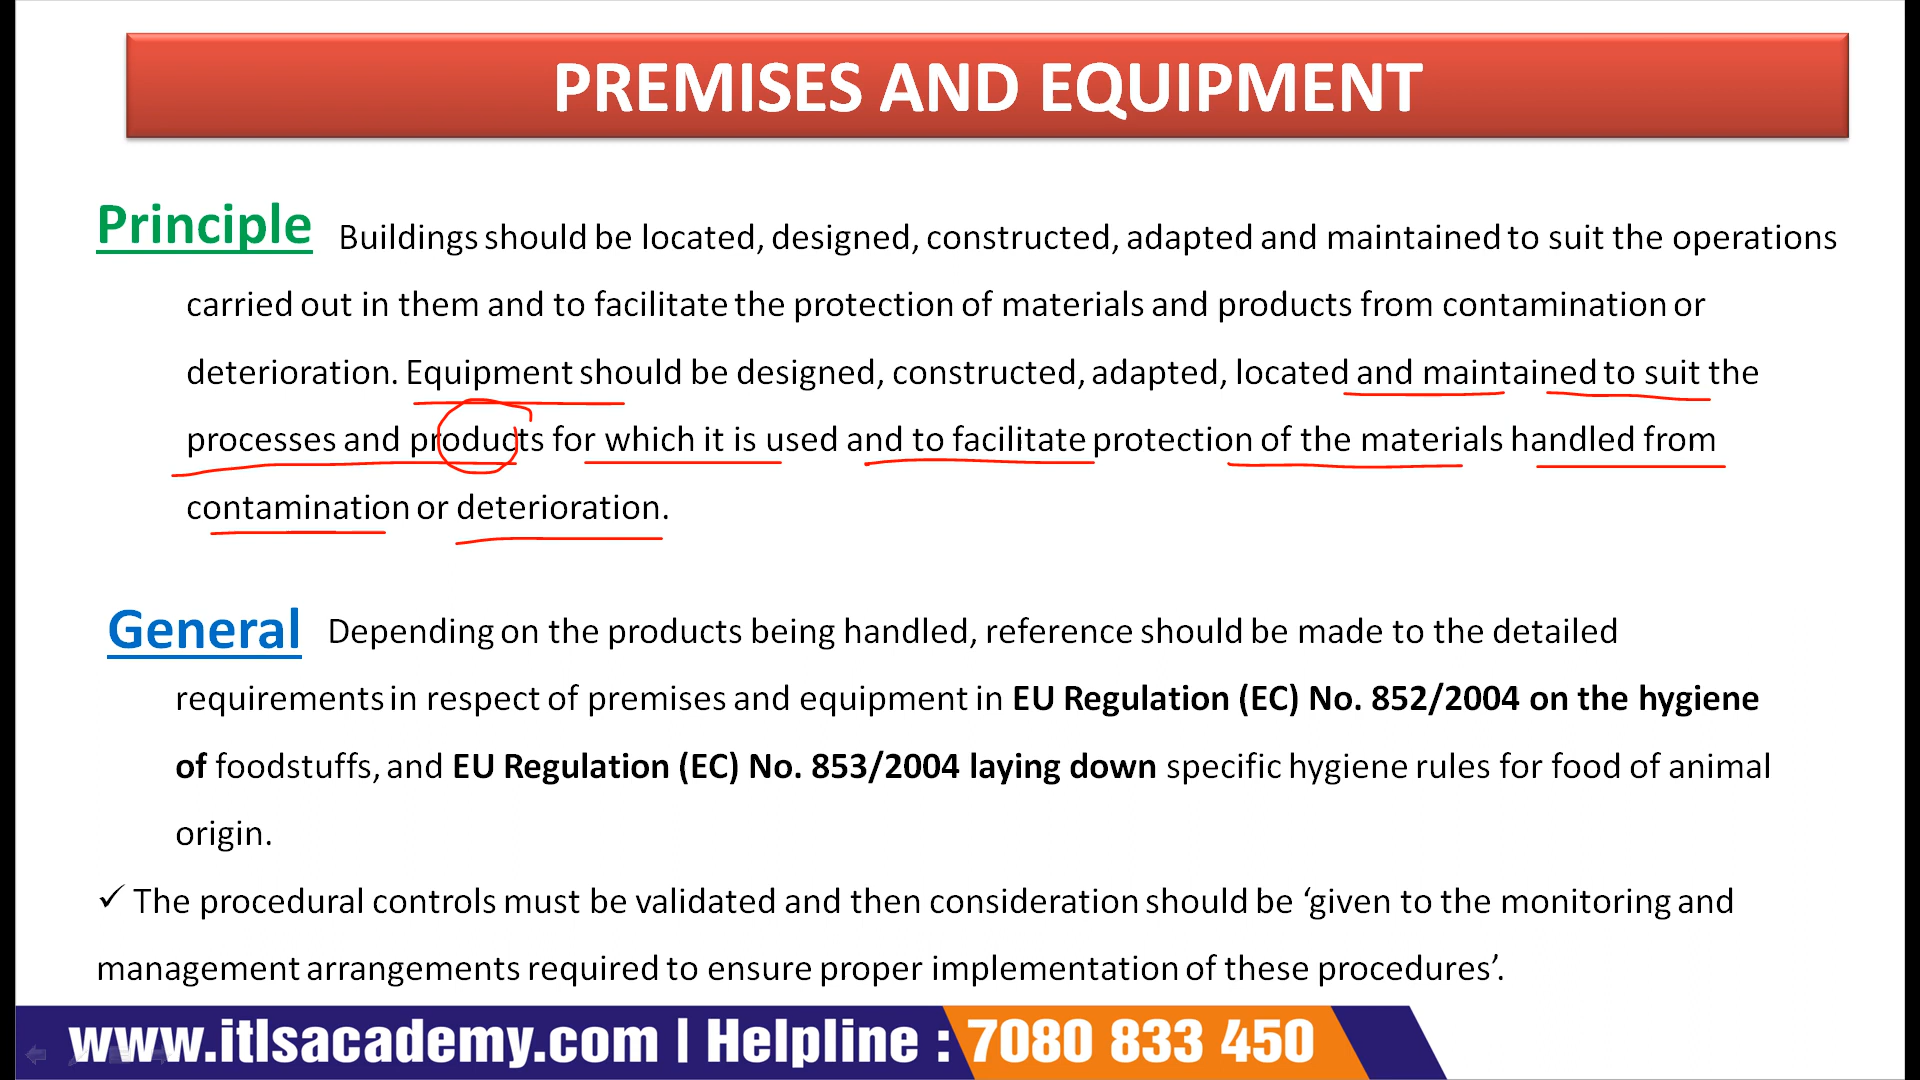 PREMISES AND EQUIPMENT
Principle Buildings should be located, designed, constructed, adapted and maintained to suit the operations
carried out in them and to facilitate the protection of materials and products from contamination or
deterioration. Equipment should be designed, constructed, adapted, located and maintained to suit the
processes and products for which it is used and to facilitate protection of the materials handled from
contamination or deterioration.
General Depending on the products being handled, reference should be made to the detailed
requirements in respect of premises and equipment in EU Regulation (EC) No. 852/2004 on the hygiene
of foodstuffs, and EU Regulation (EC) No. 853/2004 laying down specific hygiene rules for food of animal
origin.
✓ The procedural controls must be validated and then consideration should be ‘given to the monitoring and
management arrangements required to ensure proper implementation of these procedures’.
www.itlsacademy.com | Helpline : 7080 833 450